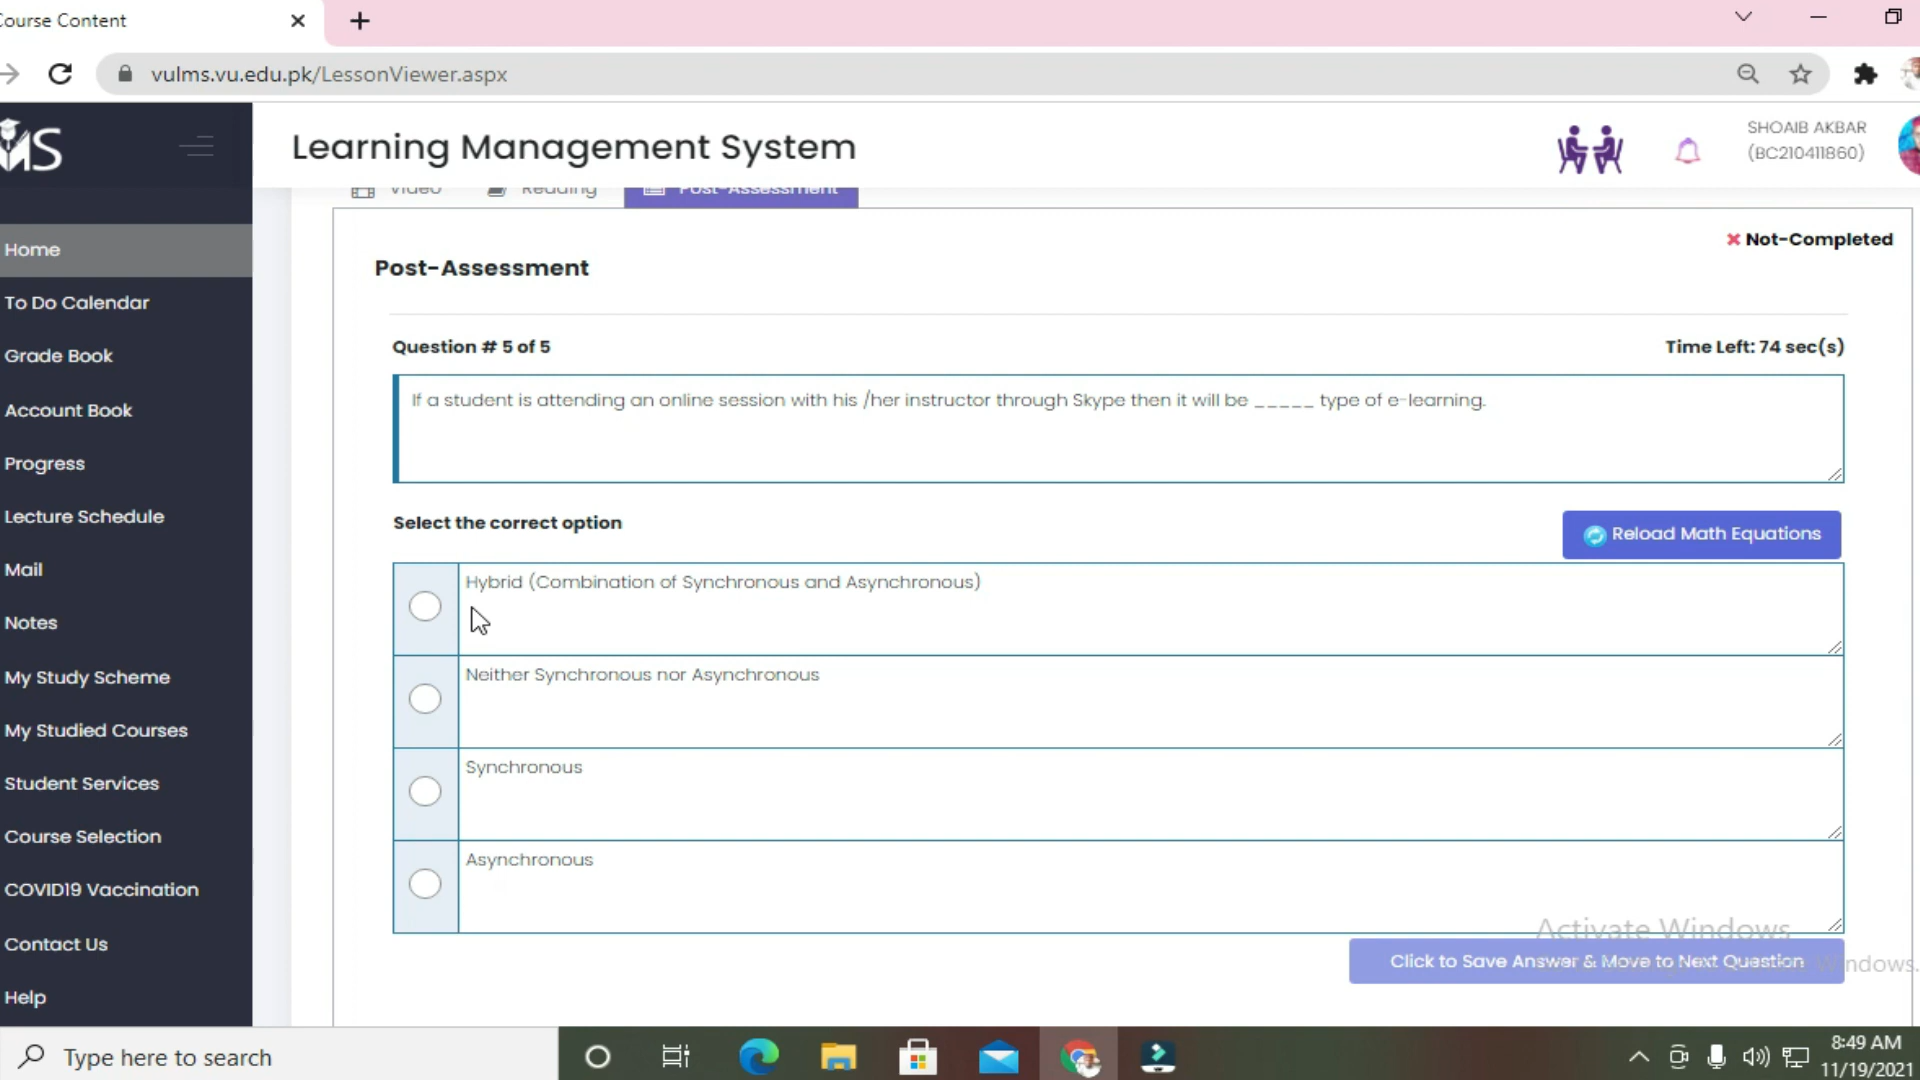 Course Content
vulms.vu.edu.pk/LessonViewer.aspx
Learning Management System
SHOAIB AKBAR
(BC210411860)
Video
Reading
Post-Assessment
Home
To Do Calendar
Grade Book
Account Book
Progress
Lecture Schedule
Mail
Notes
My Study Scheme
My Studied Courses
Student Services
Course Selection
COVID19 Vaccination
Contact Us
Help
Not-Completed
Post-Assessment
Question # 5 of 5
Time Left: 74 sec(s)
If a student is attending an online session with his /her instructor through Skype then it will be _____ type of e-learning.
Select the correct option
Reload Math Equations
Hybrid (Combination of Synchronous and Asynchronous)
Neither Synchronous nor Asynchronous
Synchronous
Asynchronous
Activate Windows
Click to Save Answer & Move to Next Question
Type here to search
8:49 AM
11/19/2021